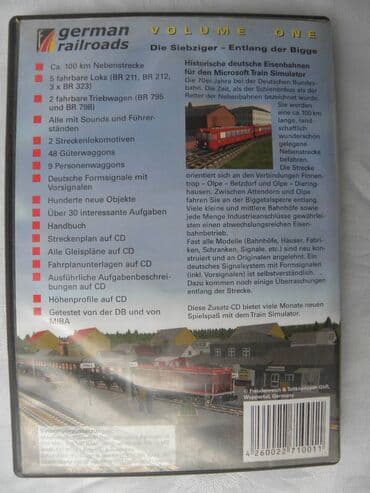 german
railroads
VOLUME ONE
Die Siebziger - Entlang der Bigge
Ca. 100 km Nebenstrecke
5 fahrbare Loks (BR 211, BR 212,
3 x BR 323)
2 fahrbare Triebwagen (BR 795
und BR 798)
Alle mit Sounds und Führer-
ständen
2 Streckenlokomotiven
48 Güterwaggons
9 Personenwaggons
Deutsche Formsignale mit
Vorsignalen
Hunderte neue Objekte
Über 30 interessante Aufgaben
Handbuch
Streckenplan auf CD
Alle Gleispläne auf CD
Fahrplanunterlagen auf CD
Ausführliche Aufgabenbeschrei-
bungen auf CD
Höhenprofile auf CD
Getestet von der DB und von
MIBA
Historische deutsche Eisenbahnen
für den Microsoft Train Simulator
Die 70er Jahre bei der Deutschen Bundes-
bahn. Die Zeit, als der Schienenbus als der
Retter der Nebenbahnen bezeichnet wurde.
Sie werden
eine ca. 100
km lange,
land
schaftlich
wunderschön
gelegene
Nebenstrecke
befahren.
Die Strecke
orientiert sich an den Verbindungen Finnen-
trop - Olpe - Betzdorf und Olpe - Diering-
hausen. Zwischen Attendorn und Olpe
fahren Sie an der Biggetalsperre entlang.
Viele kleine und mittlere Bahnhöfe sowie
jede Menge Industrieanschlüsse gewährleis-
ten einen abwechslungsreichen Eisen-
bahnbetrieb.
Fast alle Modelle (Bahnhöfe, Häuser, Fabri-
ken, Schranken, Signale, etc.) sind neu kon-
struiert und an Originalen angelehnt. Ein
deutsches Signalsystem mit Formsignalen
(inkl. Vorsignalen) ist selbstverständlich.
Dazu kommen noch einige Überraschungen
entlang der Strecke.
Diese Zusatz-CD bietet viele Monate neuen
Spielspaß mit dem Train Simulator.
Wuppertal, Germany
4 260022 710011